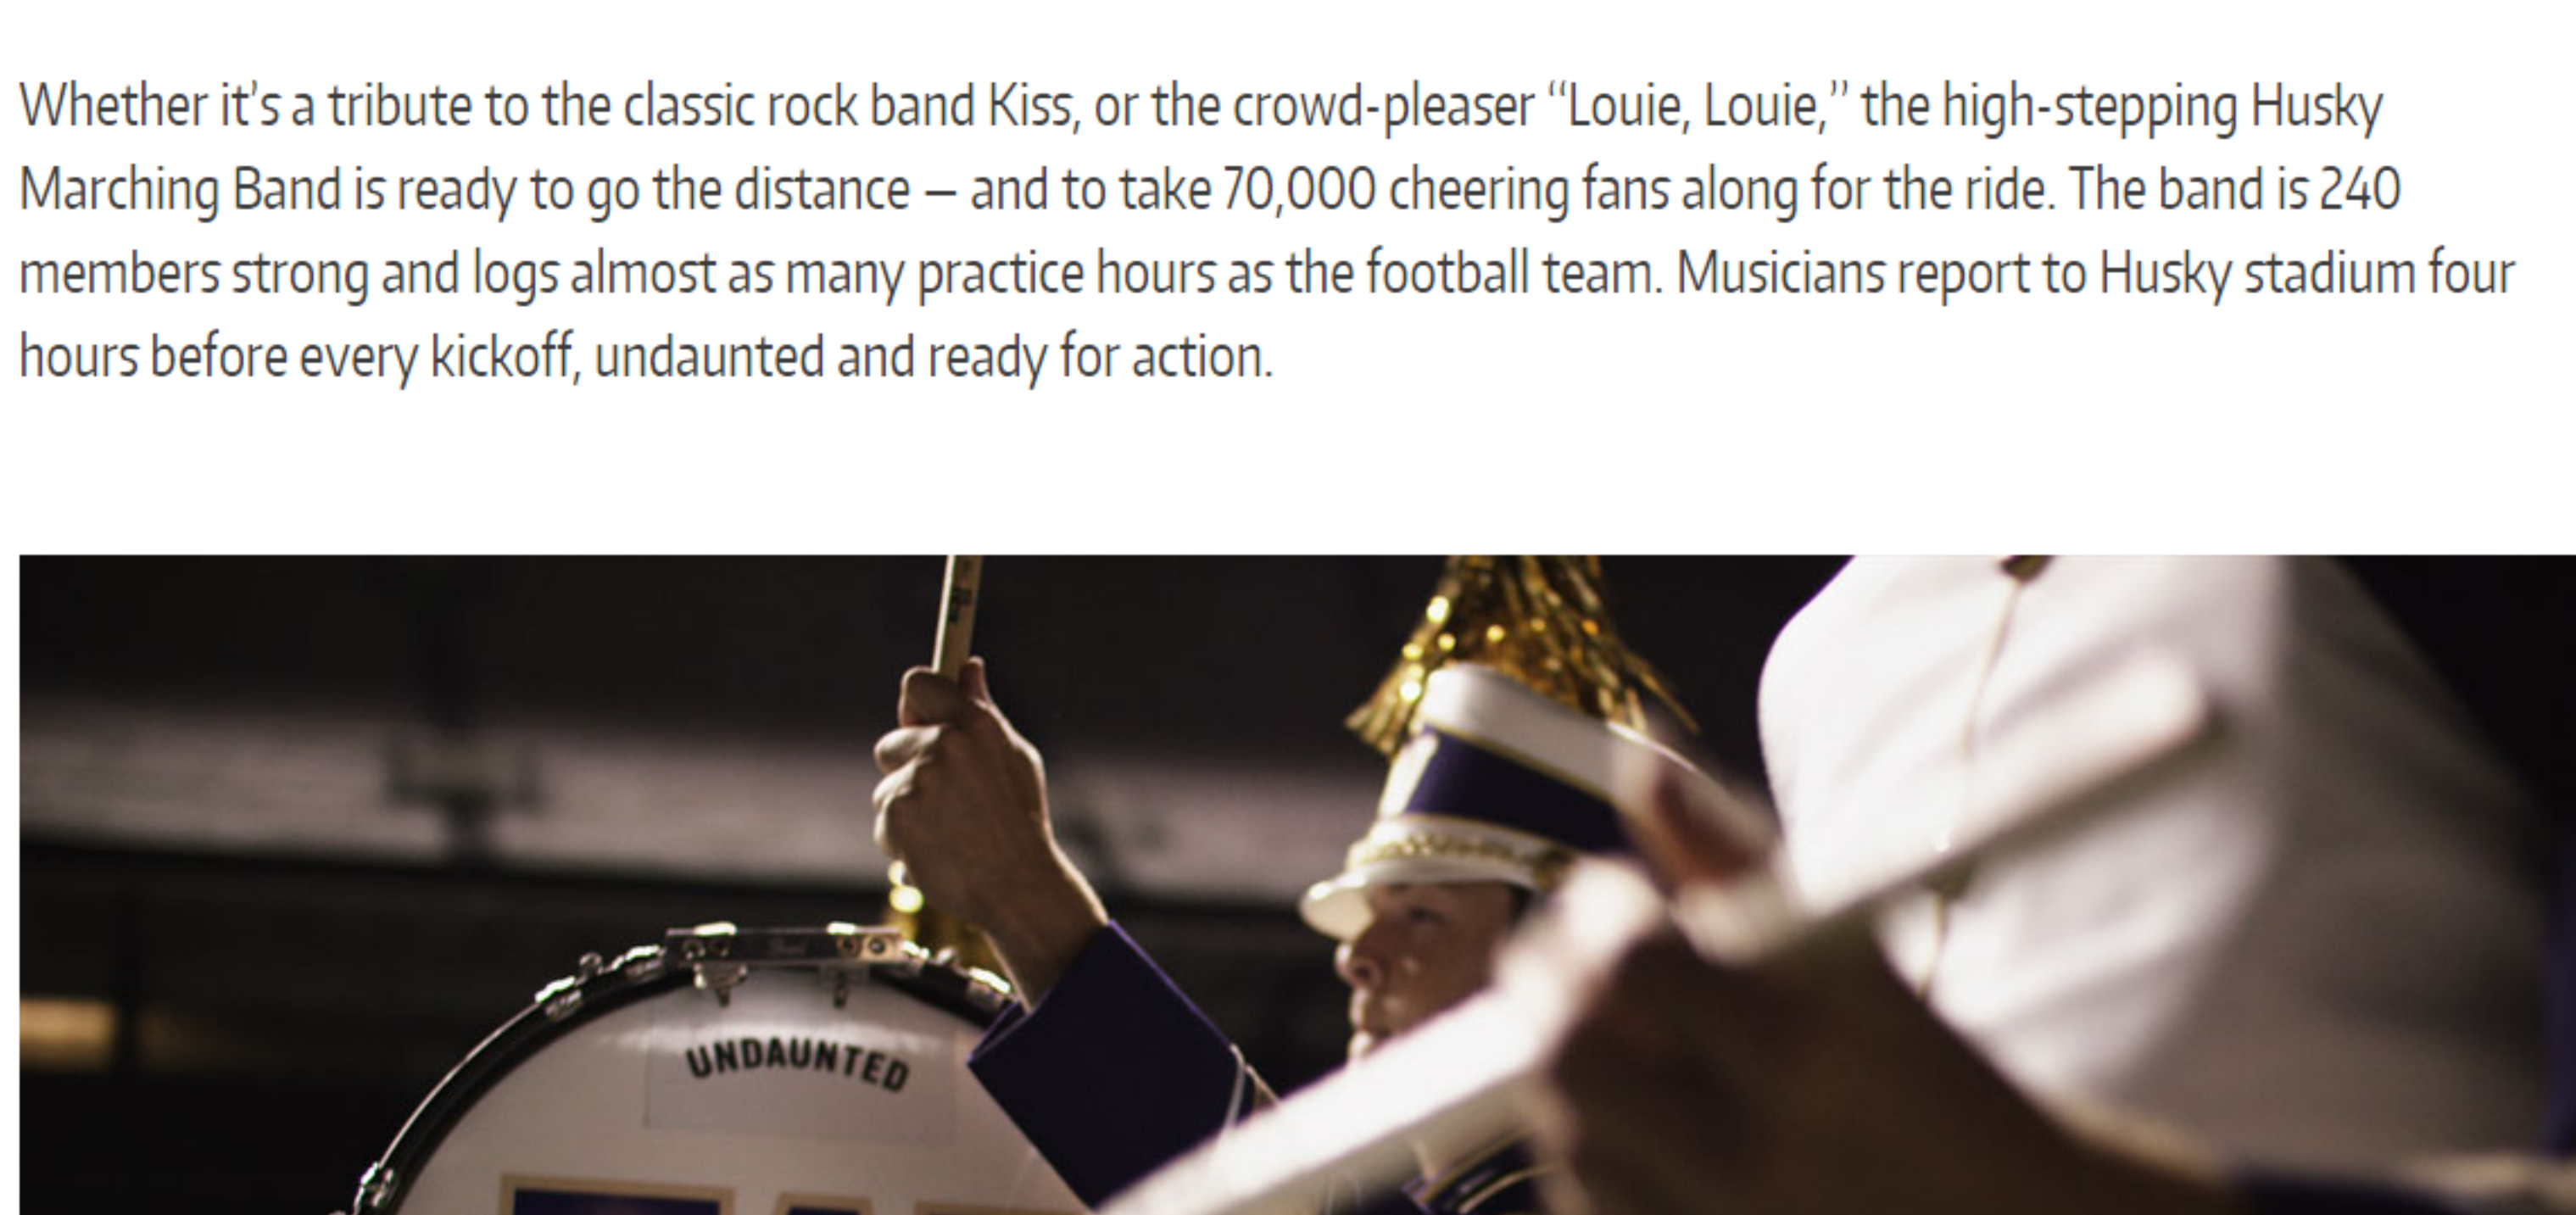 Whether it’s a tribute to the classic rock band Kiss, or the crowd-pleaser “Louie, Louie,” the high-stepping Husky
Marching Band is ready to go the distance — and to take 70,000 cheering fans along for the ride. The band is 240
members strong and logs almost as many practice hours as the football team. Musicians report to Husky stadium four
hours before every kickoff, undaunted and ready for action.
UNDAUNTED